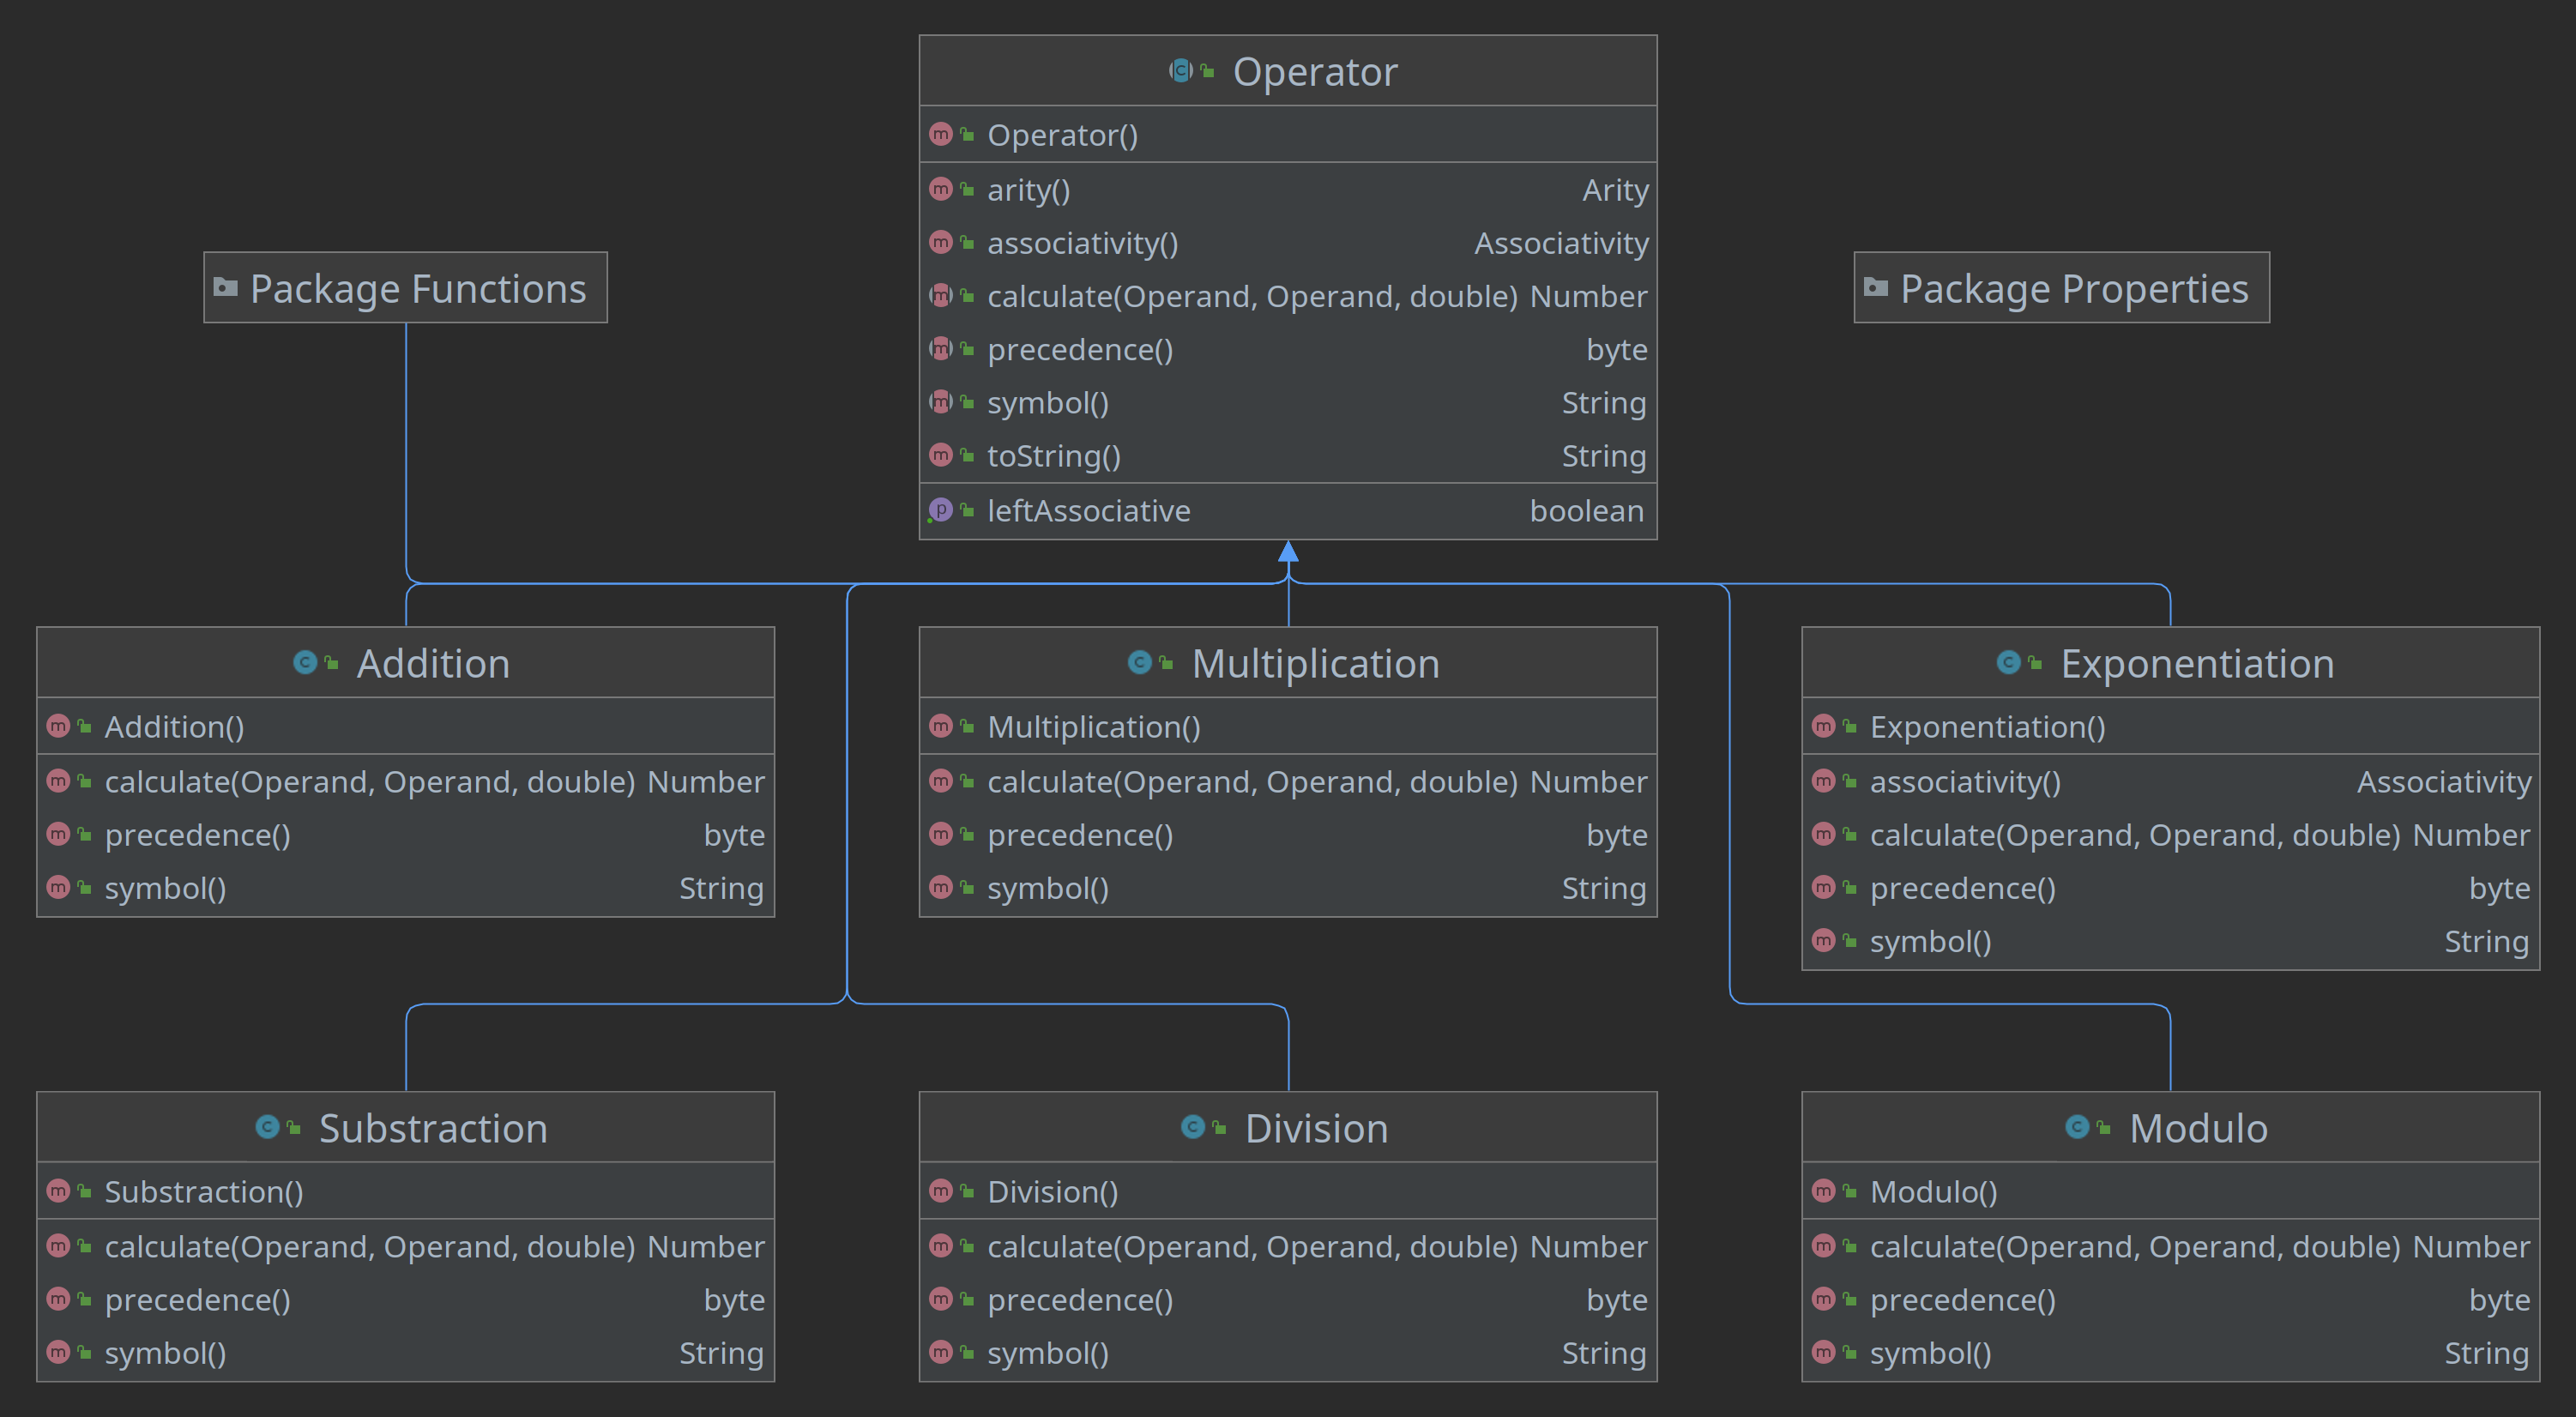 Operator
Operator()
arity() Arity
associativity() Associativity
calculate(Operand, Operand, double) Number
precedence() byte
symbol() String
toString() String
leftAssociative boolean
Package Functions
Package Properties
Addition
Addition()
calculate(Operand, Operand, double) Number
precedence() byte
symbol() String
Multiplication
Multiplication()
calculate(Operand, Operand, double) Number
precedence() byte
symbol() String
Exponentiation
Exponentiation()
associativity() Associativity
calculate(Operand, Operand, double) Number
precedence() byte
symbol() String
Substraction
Substraction()
calculate(Operand, Operand, double) Number
precedence() byte
symbol() String
Division
Division()
calculate(Operand, Operand, double) Number
precedence() byte
symbol() String
Modulo
Modulo()
calculate(Operand, Operand, double) Number
precedence() byte
symbol() String